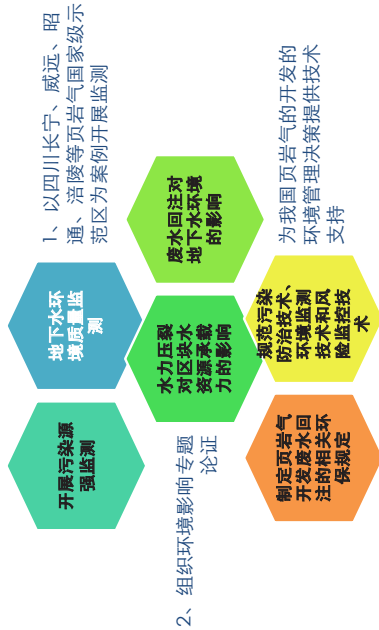 1、以四川长宁、威远、昭
通、涪陵等页岩气国家级示
范区为案例开展监测
地下水环
境质量监
测
开展污染源
强监测
废水回注对
地下水环境
的影响
水力压裂
对区块水
资源承载
力的影响
2、组织环境影响专题
论证
为我国页岩气的开发的
环境管理决策提供技术
支持
规范污染
防治技术、
环境监测
技术和风
险监控技
术
制定页岩气
开发废水回
注的相关环
保规定